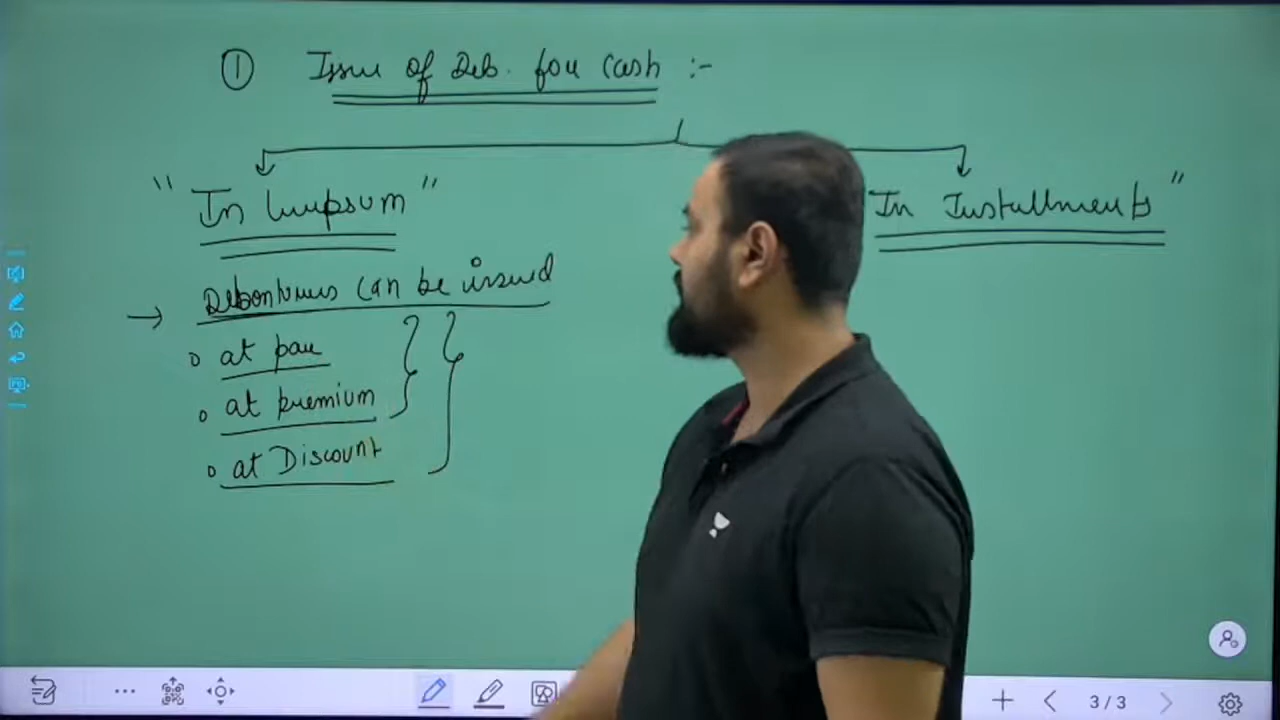 ① Issue of Deb. for Cash :-
"In lumpsum"
In Installments"
→ Debentures can be issued
o at par
o at premium
o at Discount
3/3